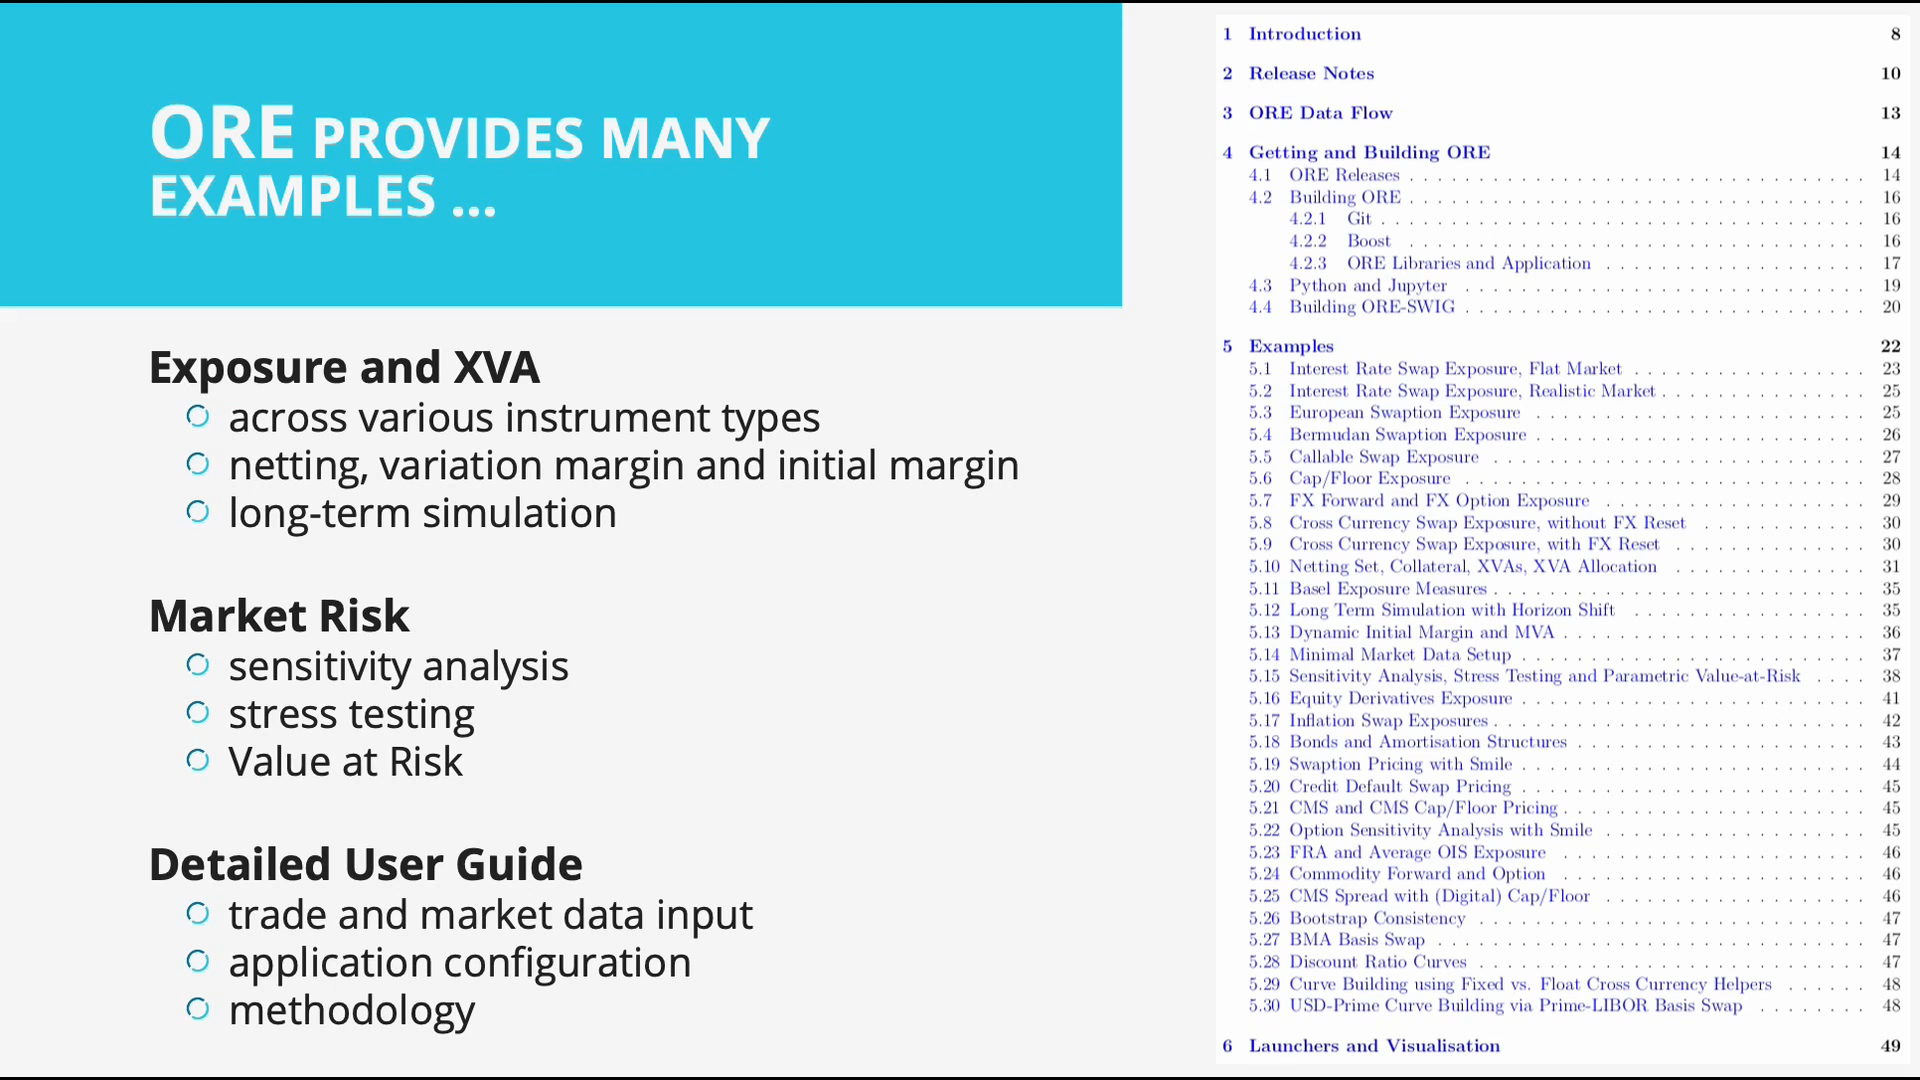 ORE PROVIDES MANY
EXAMPLES ...
Exposure and XVA
across various instrument types
netting, variation margin and initial margin
long-term simulation
Market Risk
sensitivity analysis
stress testing
Value at Risk
Detailed User Guide
trade and market data input
application configuration
methodology
1 Introduction 8
2 Release Notes 10
3 ORE Data Flow 13
4 Getting and Building ORE 14
4.1 ORE Releases 14
4.2 Building ORE 16
4.2.1 Git 16
4.2.2 Boost 16
4.2.3 ORE Libraries and Application 17
4.3 Python and Jupyter 19
4.4 Building ORE-SWIG 20
5 Examples 22
5.1 Interest Rate Swap Exposure, Flat Market 23
5.2 Interest Rate Swap Exposure, Realistic Market 25
5.3 European Swaption Exposure 25
5.4 Bermudan Swaption Exposure 26
5.5 Callable Swap Exposure 27
5.6 Cap/Floor Exposure 28
5.7 FX Forward and FX Option Exposure 29
5.8 Cross Currency Swap Exposure, without FX Reset 30
5.9 Cross Currency Swap Exposure, with FX Reset 30
5.10 Netting Set, Collateral, XVAs, XVA Allocation 31
5.11 Basel Exposure Measures 35
5.12 Long Term Simulation with Horizon Shift 35
5.13 Dynamic Initial Margin and MVA 36
5.14 Minimal Market Data Setup 37
5.15 Sensitivity Analysis, Stress Testing and Parametric Value-at-Risk 38
5.16 Equity Derivatives Exposure 41
5.17 Inflation Swap Exposures 42
5.18 Bonds and Amortisation Structures 43
5.19 Swaption Pricing with Smile 44
5.20 Credit Default Swap Pricing 45
5.21 CMS and CMS Cap/Floor Pricing 45
5.22 Option Sensitivity Analysis with Smile 45
5.23 FRA and Average OIS Exposure 46
5.24 Commodity Forward and Option 46
5.25 CMS Spread with (Digital) Cap/Floor 46
5.26 Bootstrap Consistency 47
5.27 BMA Basis Swap 47
5.28 Discount Ratio Curves 47
5.29 Curve Building using Fixed vs. Float Cross Currency Helpers 48
5.30 USD-Prime Curve Building via Prime-LIBOR Basis Swap 48
6 Launchers and Visualisation 49